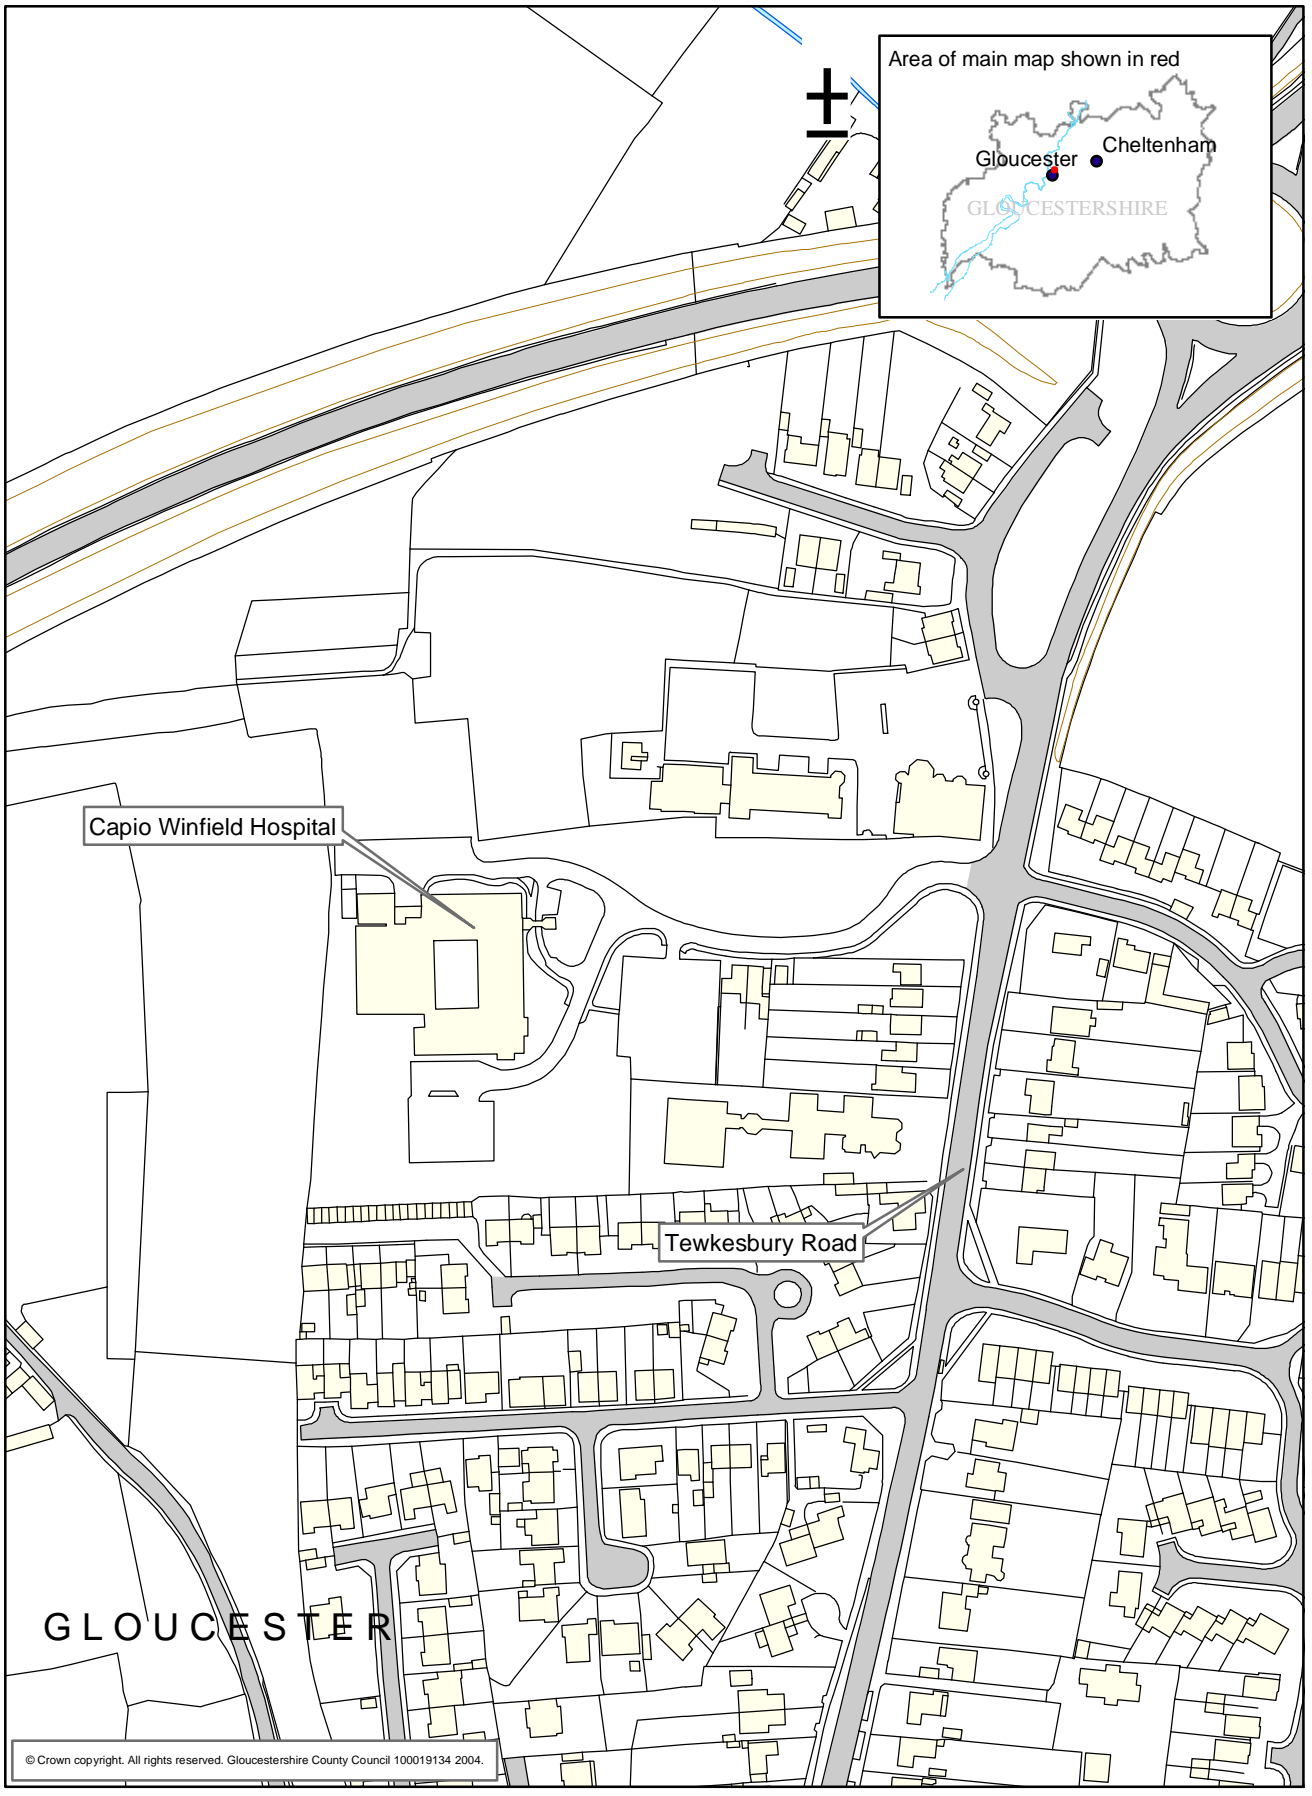 Area of main map shown in red
Cheltenham
Gloucester
GLOUCESTERSHIRE
Capio Winfield Hospital
Tewkesbury Road
GLOUCESTER
© Crown copyright. All rights reserved. Gloucestershire County Council 100019134 2004.